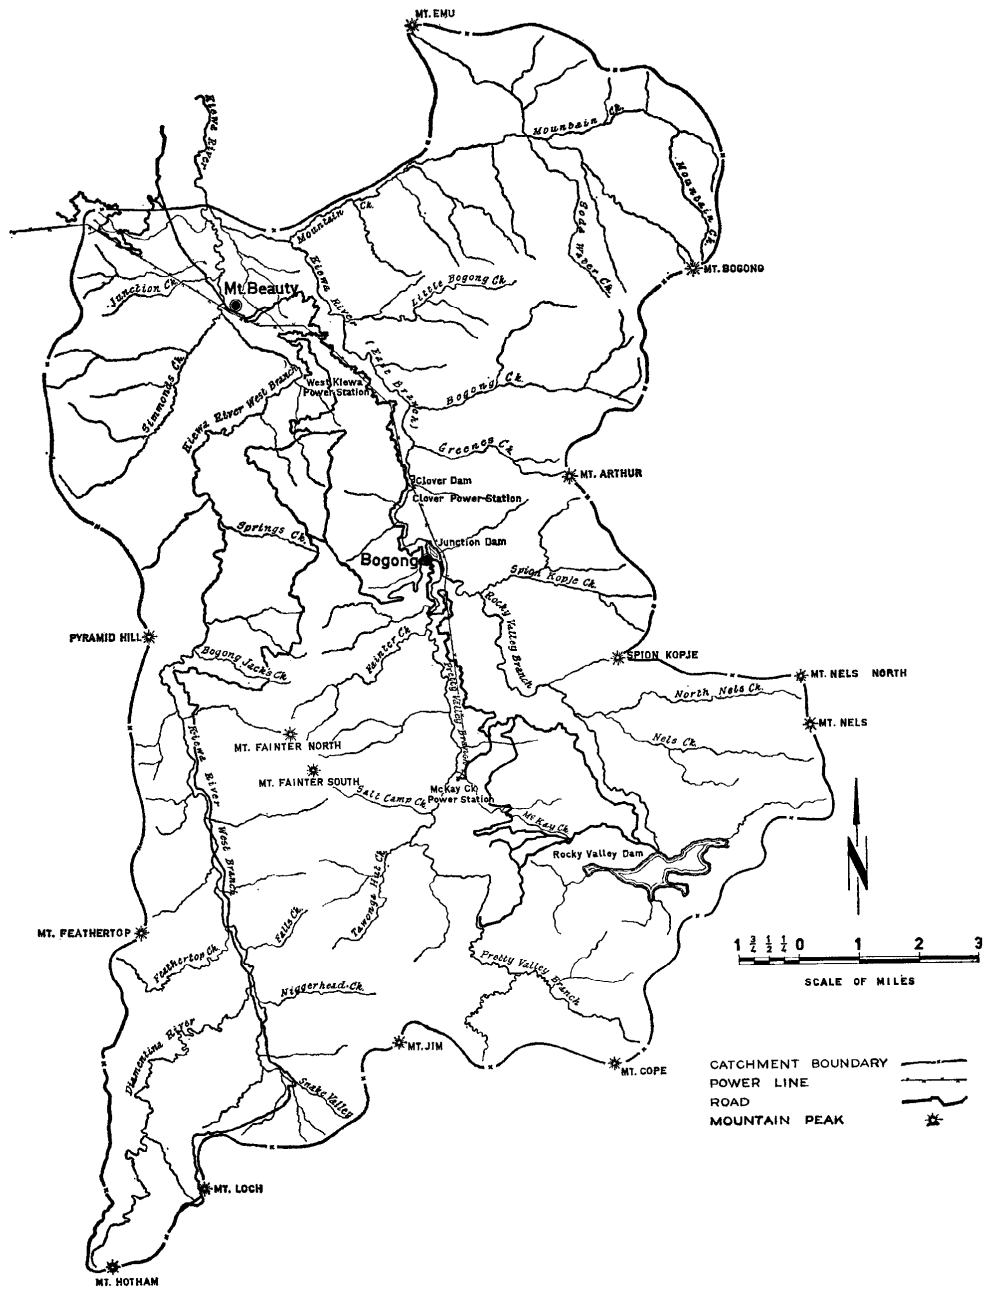 MT. EMU
Kiewa River
Mountain Ck.
Mountain Ck.
Mountain Ck.
Soda Water Ck.
MT. BOGONG
Kiewa River
Little Bogong Ck.
Junction Ck.
Mt. Beauty
(East Branch)
Simmonds Ck.
West Kiewa
Power Station
Bogong Ck.
Kiewa River West Branch
Greenes Ck.
MT. ARTHUR
Clover Dam
Clover Power Station
Springs Ck.
Junction Dam
Bogong
Spion Kopje Ck.
Rocky Valley Branch
PYRAMID HILL
Fainter Ck.
Bogong Jack's Ck.
SPION KOPJE
MT. NELS NORTH
Pretty Valley Branch
North Nels Ck.
MT. NELS
Kiewa River West Branch
MT. FAINTER NORTH
Nels Ck.
MT. FAINTER SOUTH
Salt Camp Ck.
McKay Ck.
Power Station
McKay Ck.
Rocky Valley Dam
Tawonga Hut Ck.
MT. FEATHERTOP
Falls Ck.
Feathertop Ck.
Pretty Valley Branch
1 3/4 1/2 1/4 0 1 2 3
SCALE OF MILES
Niggerhead Ck.
Diamentina River
MT. JIM
MT. COPE
Snake Valley
CATCHMENT BOUNDARY
POWER LINE
ROAD
MOUNTAIN PEAK
N
MT. LOCH
MT. HOTHAM